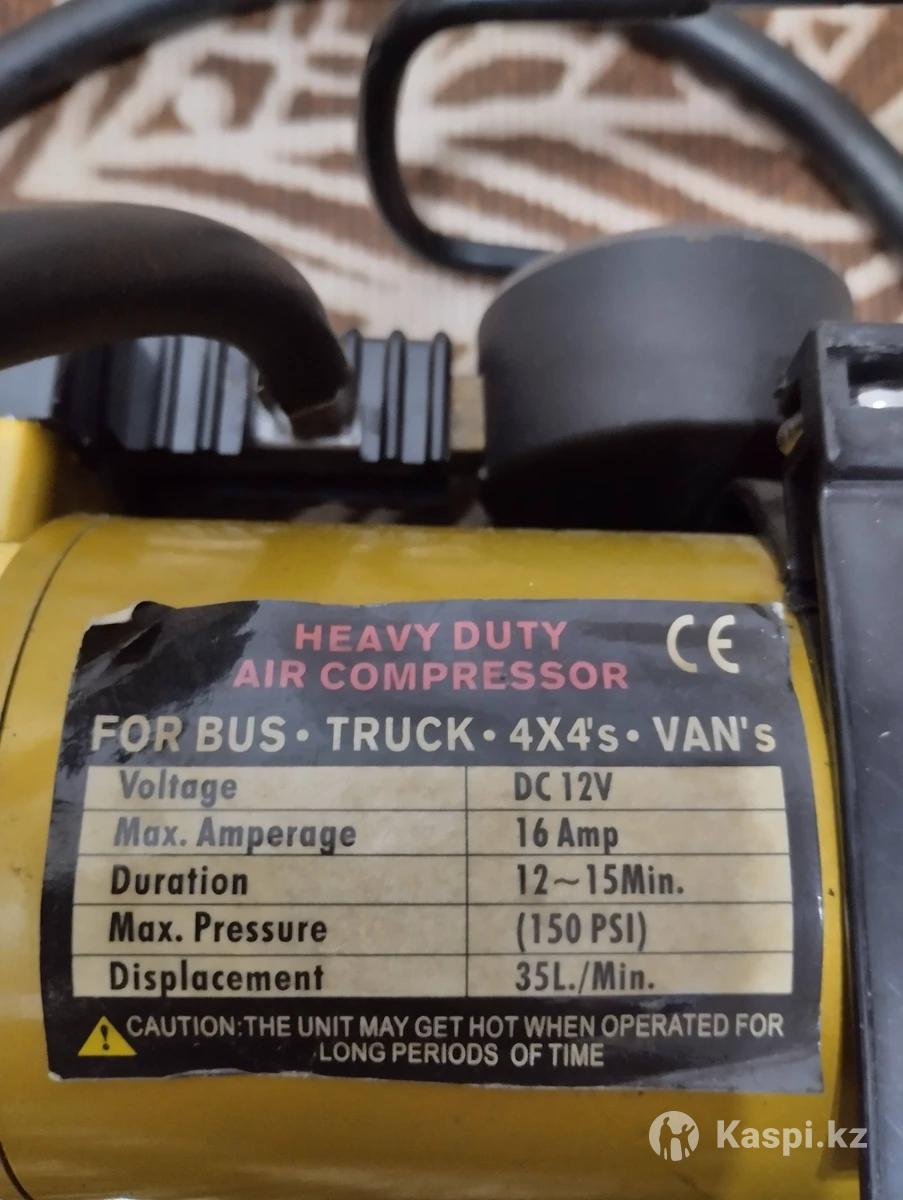 HEAVY DUTY
AIR COMPRESSOR
CE
FOR BUS • TRUCK • 4X4's • VAN's
Voltage DC 12V
Max. Amperage 16 Amp
Duration 12~15Min.
Max. Pressure (150 PSI)
Displacement 35L./Min.
CAUTION:THE UNIT MAY GET HOT WHEN OPERATED FOR
LONG PERIODS OF TIME
Kaspi.kz